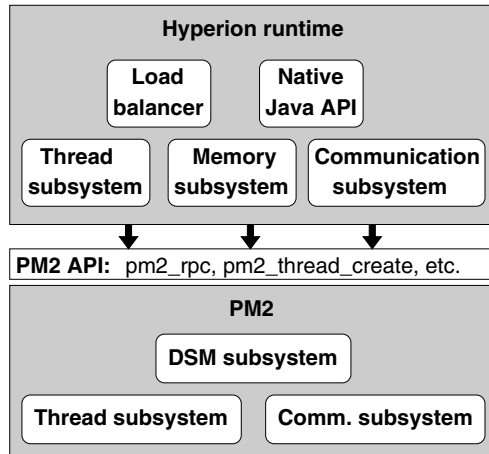 Hyperion runtime
Load
balancer
Native
Java API
Thread
subsystem
Memory
subsystem
Communication
subsystem
PM2 API: pm2_rpc, pm2_thread_create, etc.
PM2
DSM subsystem
Thread subsystem
Comm. subsystem